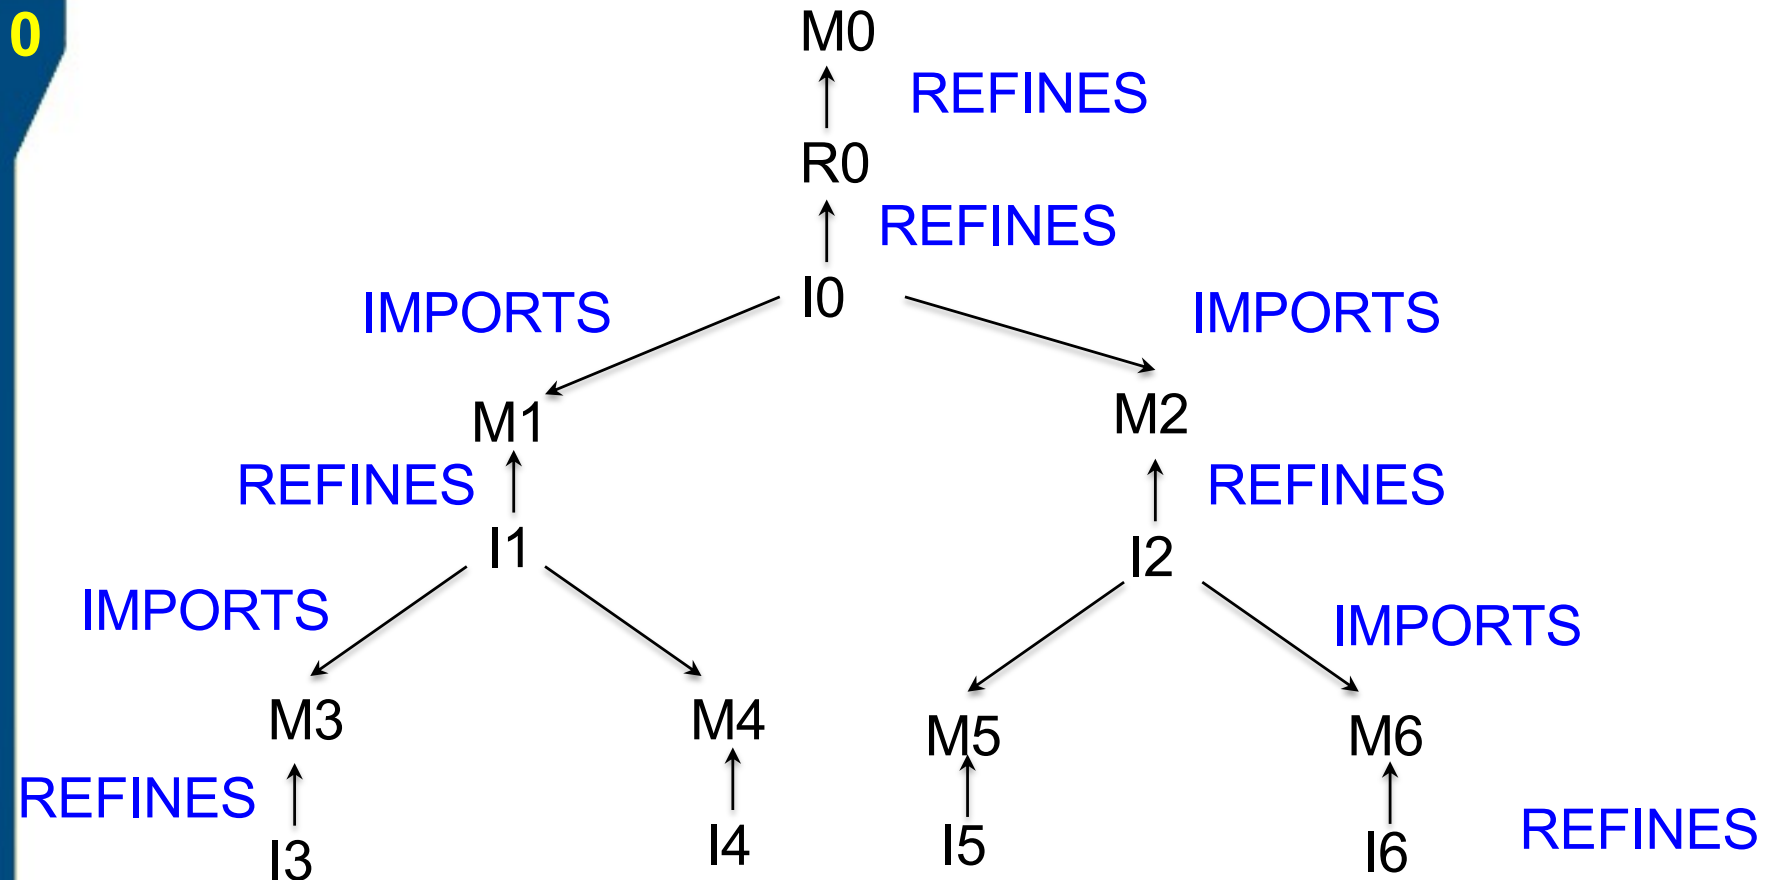 0
M0
REFINES
R0
REFINES
I0
IMPORTS
IMPORTS
M1
M2
REFINES
REFINES
I1
I2
IMPORTS
IMPORTS
M3
M4
M5
M6
REFINES
REFINES
I3
I4
I5
I6